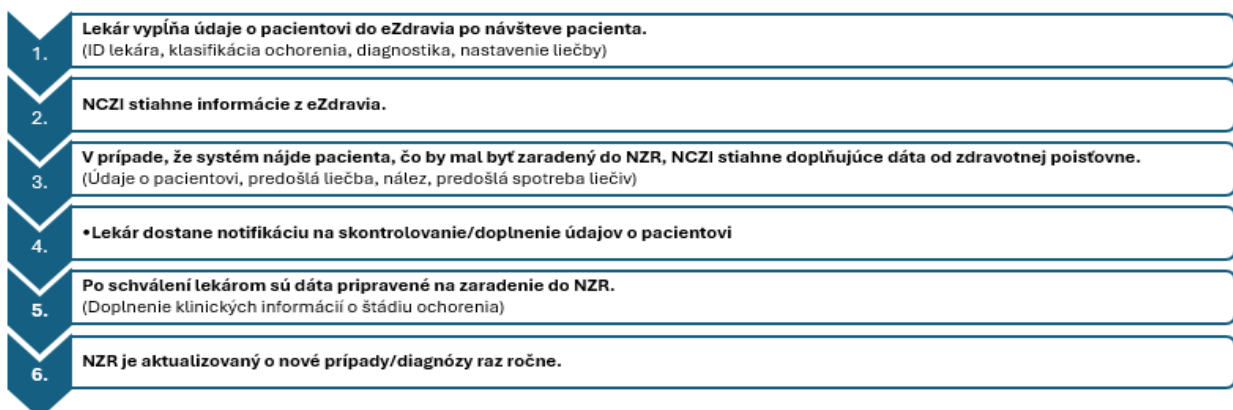 1.
Lekár vypĺňa údaje o pacientovi do eZdravia po návšteve pacienta.
(ID lekára, klasifikácia ochorenia, diagnostika, nastavenie liečby)
2.
NCZI stiahne informácie z eZdravia.
3.
V prípade, že systém nájde pacienta, čo by mal byť zaradený do NZR, NCZI stiahne doplňujúce dáta od zdravotnej poisťovne.
(Údaje o pacientovi, predošlá liečba, nález, predošlá spotreba liečiv)
4.
•Lekár dostane notifikáciu na skontrolovanie/doplnenie údajov o pacientovi
5.
Po schválení lekárom sú dáta pripravené na zaradenie do NZR.
(Doplnenie klinických informácií o štádiu ochorenia)
6.
NZR je aktualizovaný o nové prípady/diagnózy raz ročne.